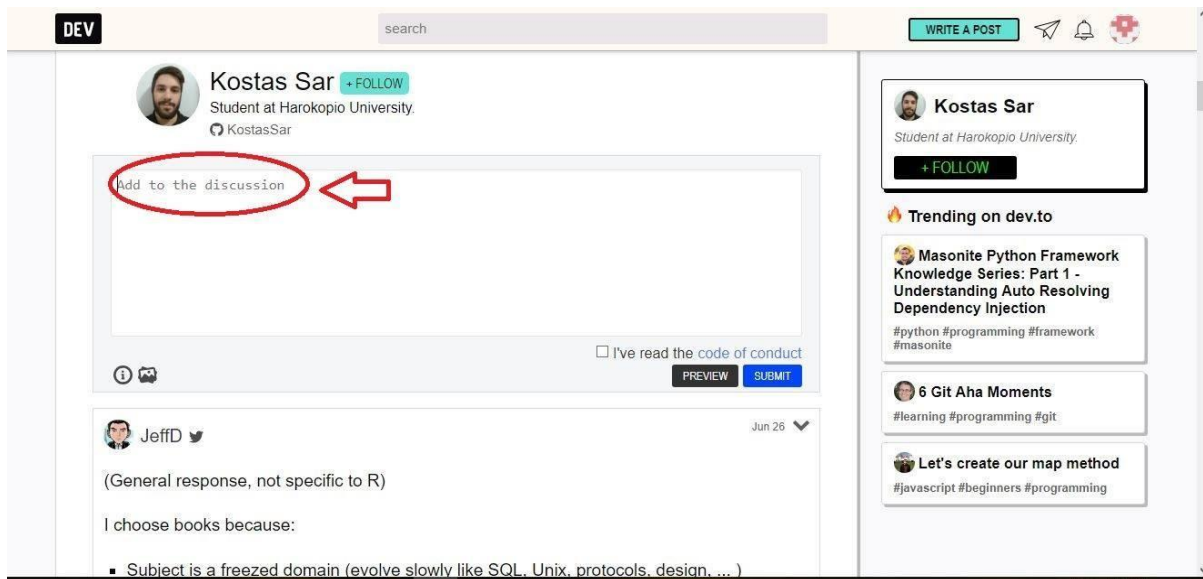 DEV
search
WRITE A POST
Kostas Sar + FOLLOW
Student at Harokopio University.
KostasSar
Add to the discussion
I've read the code of conduct
PREVIEW SUBMIT
JeffD
Jun 26
(General response, not specific to R)
I choose books because:
Subject is a freezed domain (evolve slowly like SQL, Unix, protocols, design, ... )
Kostas Sar
Student at Harokopio University.
+ FOLLOW
Trending on dev.to
Masonite Python Framework
Knowledge Series: Part 1 -
Understanding Auto Resolving
Dependency Injection
#python #programming #framework
#masonite
6 Git Aha Moments
#learning #programming #git
Let's create our map method
#javascript #beginners #programming